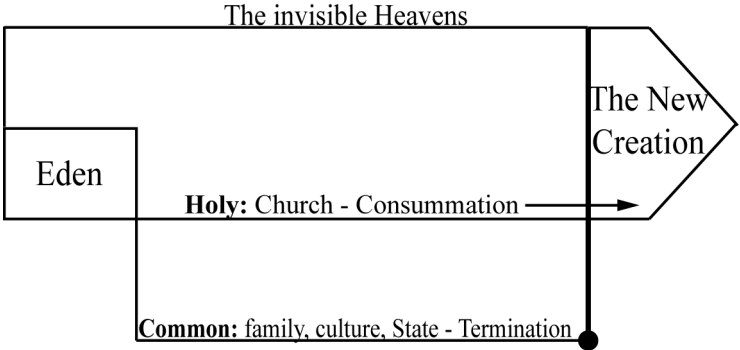 The invisible Heavens
The New
Creation
Eden
Holy: Church - Consummation
Common: family, culture, State - Termination